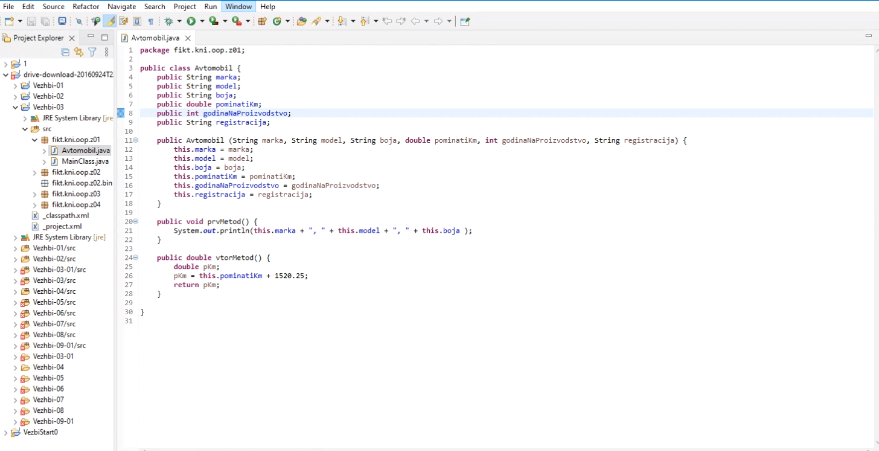 File Edit Source Refactor Navigate Search Project Run Window Help
Project Explorer
1
drive-download-20160924T2
Vezhbi-01
Vezhbi-02
Vezhbi-03
JRE System Library [jre]
src
fikt.kni.oop.z01
Avtomobil.java
MainClass.java
fikt.kni.oop.z02
fikt.kni.oop.z02.bin
fikt.kni.oop.z03
fikt.kni.oop.z04
_classpath.xml
_project.xml
JRE System Library [jre]
Vezhbi-01/src
Vezhbi-02/src
Vezhbi-03-01/src
Vezhbi-03/src
Vezhbi-04/src
Vezhbi-05/src
Vezhbi-06/src
Vezhbi-07/src
Vezhbi-08/src
Vezhbi-09-01/src
Vezhbi-03-01
Vezhbi-04
Vezhbi-05
Vezhbi-06
Vezhbi-07
Vezhbi-08
Vezhbi-09-01
VezbiStart0
Avtomobil.java
1 package fikt.kni.oop.z01;
2
3 public class Avtomobil {
4 public String marka;
5 public String model;
6 public String boja;
7 public double pominatiKm;
8 public int godinaNaProizvodstvo;
9 public String registracija;
10
11 public Avtomobil (String marka, String model, String boja, double pominatiKm, int godinaNaProizvodstvo, String registracija) {
12 this.marka = marka;
13 this.model = model;
14 this.boja = boja;
15 this.pominatiKm = pominatiKm;
16 this.godinaNaProizvodstvo = godinaNaProizvodstvo;
17 this.registracija = registracija;
18 }
19
20 public void prvMetod() {
21 System.out.println(this.marka + ", " + this.model + ", " + this.boja );
22 }
23
24 public double vtorMetod() {
25 double pKm;
26 pKm = this.pominatiKm + 1520.25;
27 return pKm;
28 }
29
30 }
31